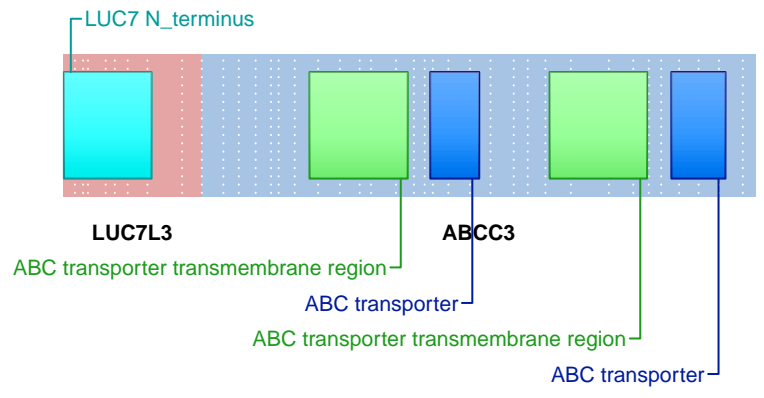 LUC7 N_terminus
LUC7L3 ABCC3
ABC transporter transmembrane region
ABC transporter
ABC transporter transmembrane region
ABC transporter